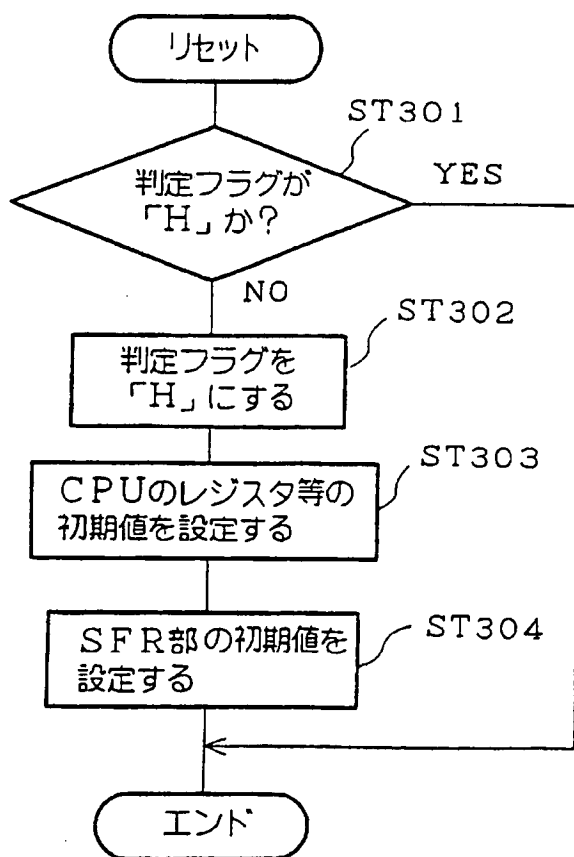 リセット
ST301
判定フラグが
「H」か?
YES
NO
ST302
判定フラグを
「H」にする
ST303
CPUのレジスタ等の
初期値を設定する
ST304
SFR部の初期値を
設定する
エンド